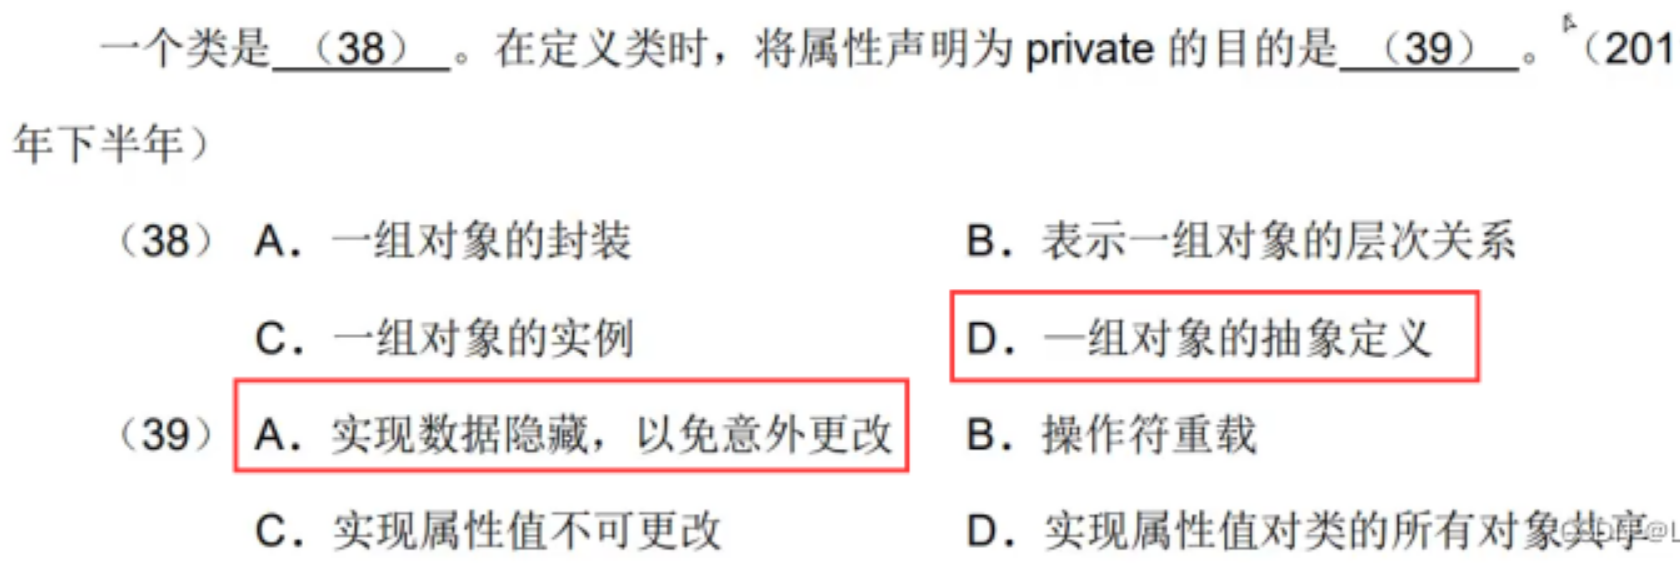 一个类是 （38） 。在定义类时，将属性声明为 private 的目的是 （39） 。（201
年下半年）
（38） A．一组对象的封装 B．表示一组对象的层次关系
C．一组对象的实例 D．一组对象的抽象定义
（39） A．实现数据隐藏，以免意外更改 B．操作符重载
C．实现属性值不可更改 D．实现属性值对类的所有对象共享
CSDN @L